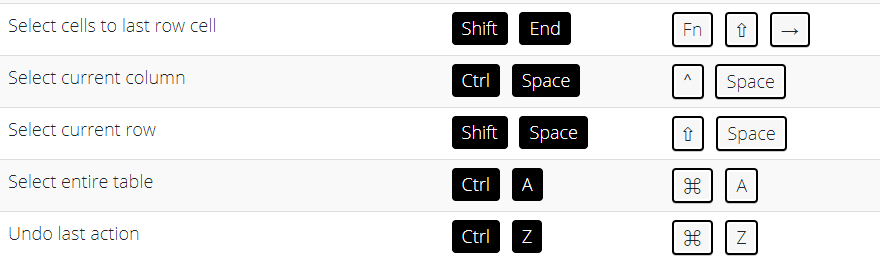 Select cells to last row cell Shift End Fn ⇧ →
Select current column Ctrl Space ^ Space
Select current row Shift Space ⇧ Space
Select entire table Ctrl A ⌘ A
Undo last action Ctrl Z ⌘ Z